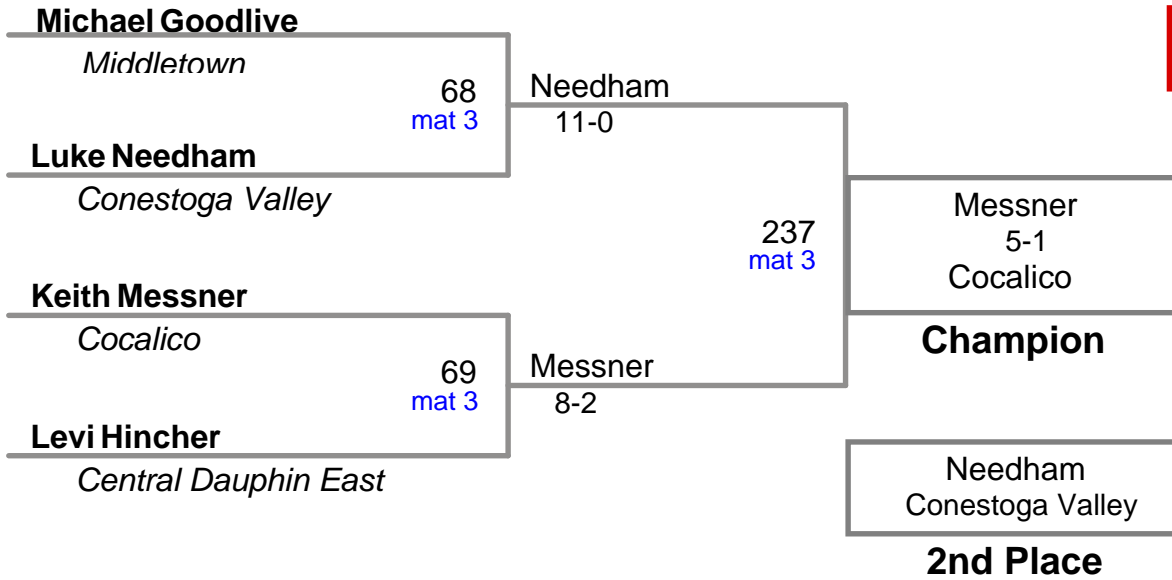 Michael Goodlive
Middletown
68
mat 3
Needham
11-0
Luke Needham
Conestoga Valley
237
mat 3
Messner
5-1
Cocalico
Champion
Keith Messner
Cocalico
69
mat 3
Messner
8-2
Levi Hincher
Central Dauphin East
Needham
Conestoga Valley
2nd Place